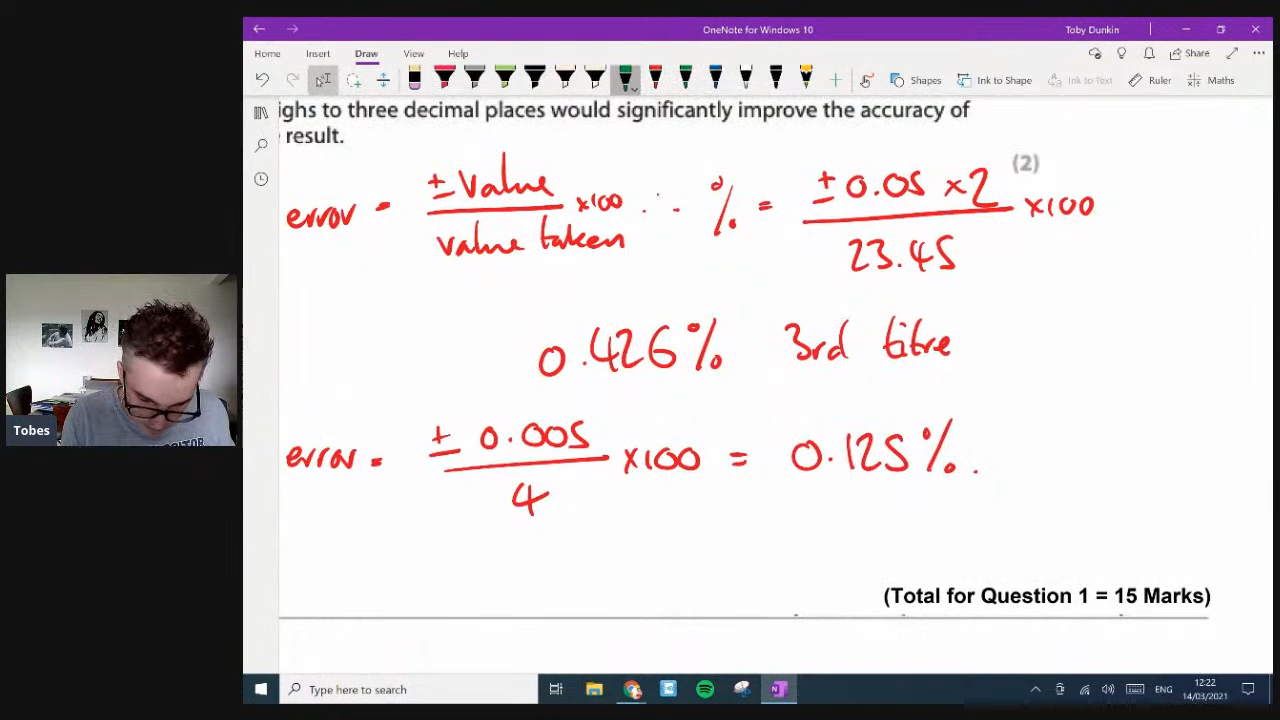 OneNote for Windows 10
Toby Dunkin
Home Insert Draw View Help
Share
Shapes Ink to Shape Ink to Text Ruler Maths
ighs to three decimal places would significantly improve the accuracy of
result.
(2)
error = ± value / value taken ×100 ∴ % = ± 0.05 ×2 / 23.45 ×100
0.426% 3rd titre
error = ± 0.005 / 4 ×100 = 0.125%.
(Total for Question 1 = 15 Marks)
Tobes
Type here to search
ENG
12:22
14/03/2021